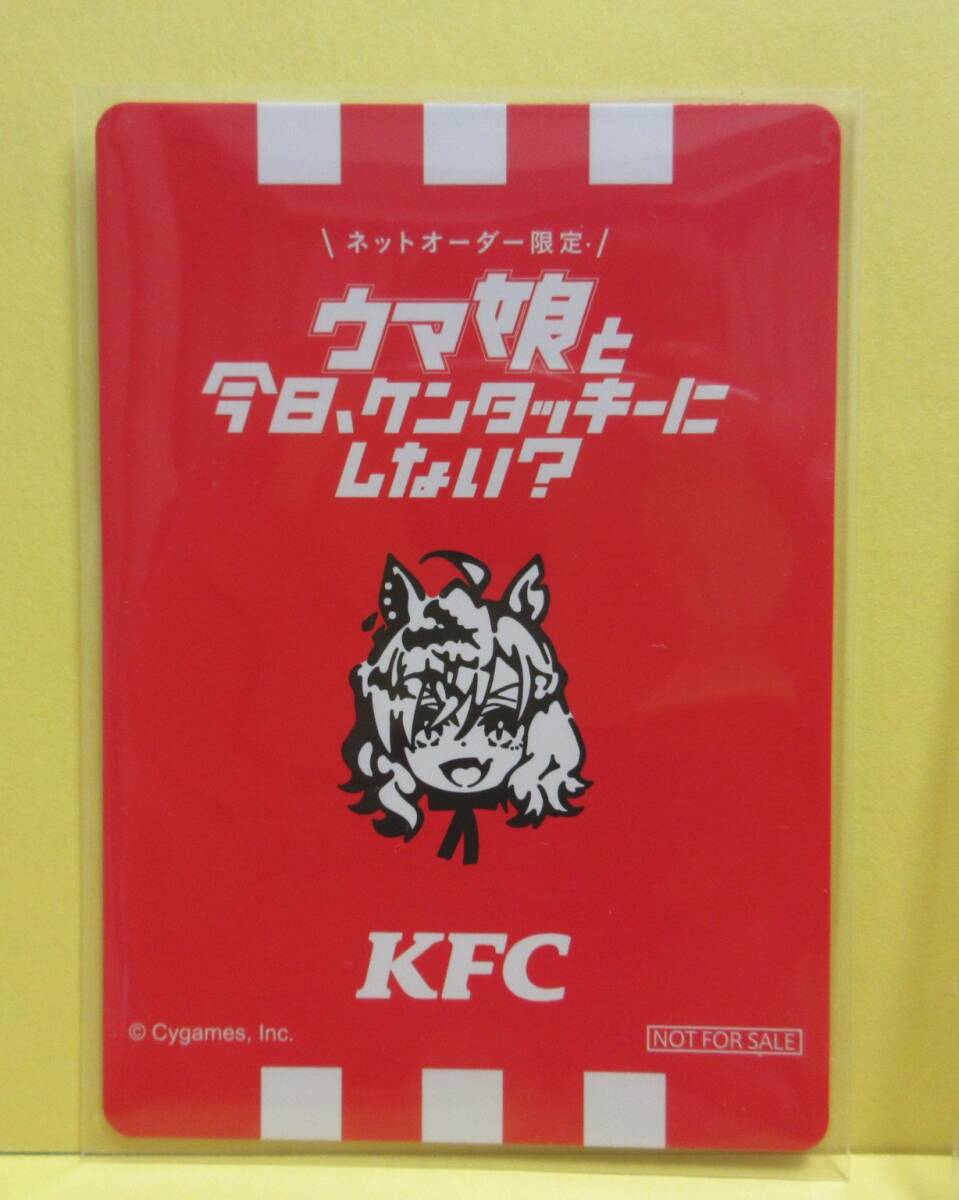 \ ネットオーダー限定 /
ウマ娘と
今日、ケンタッキーに
しない?
KFC
© Cygames, Inc.
NOT FOR SALE